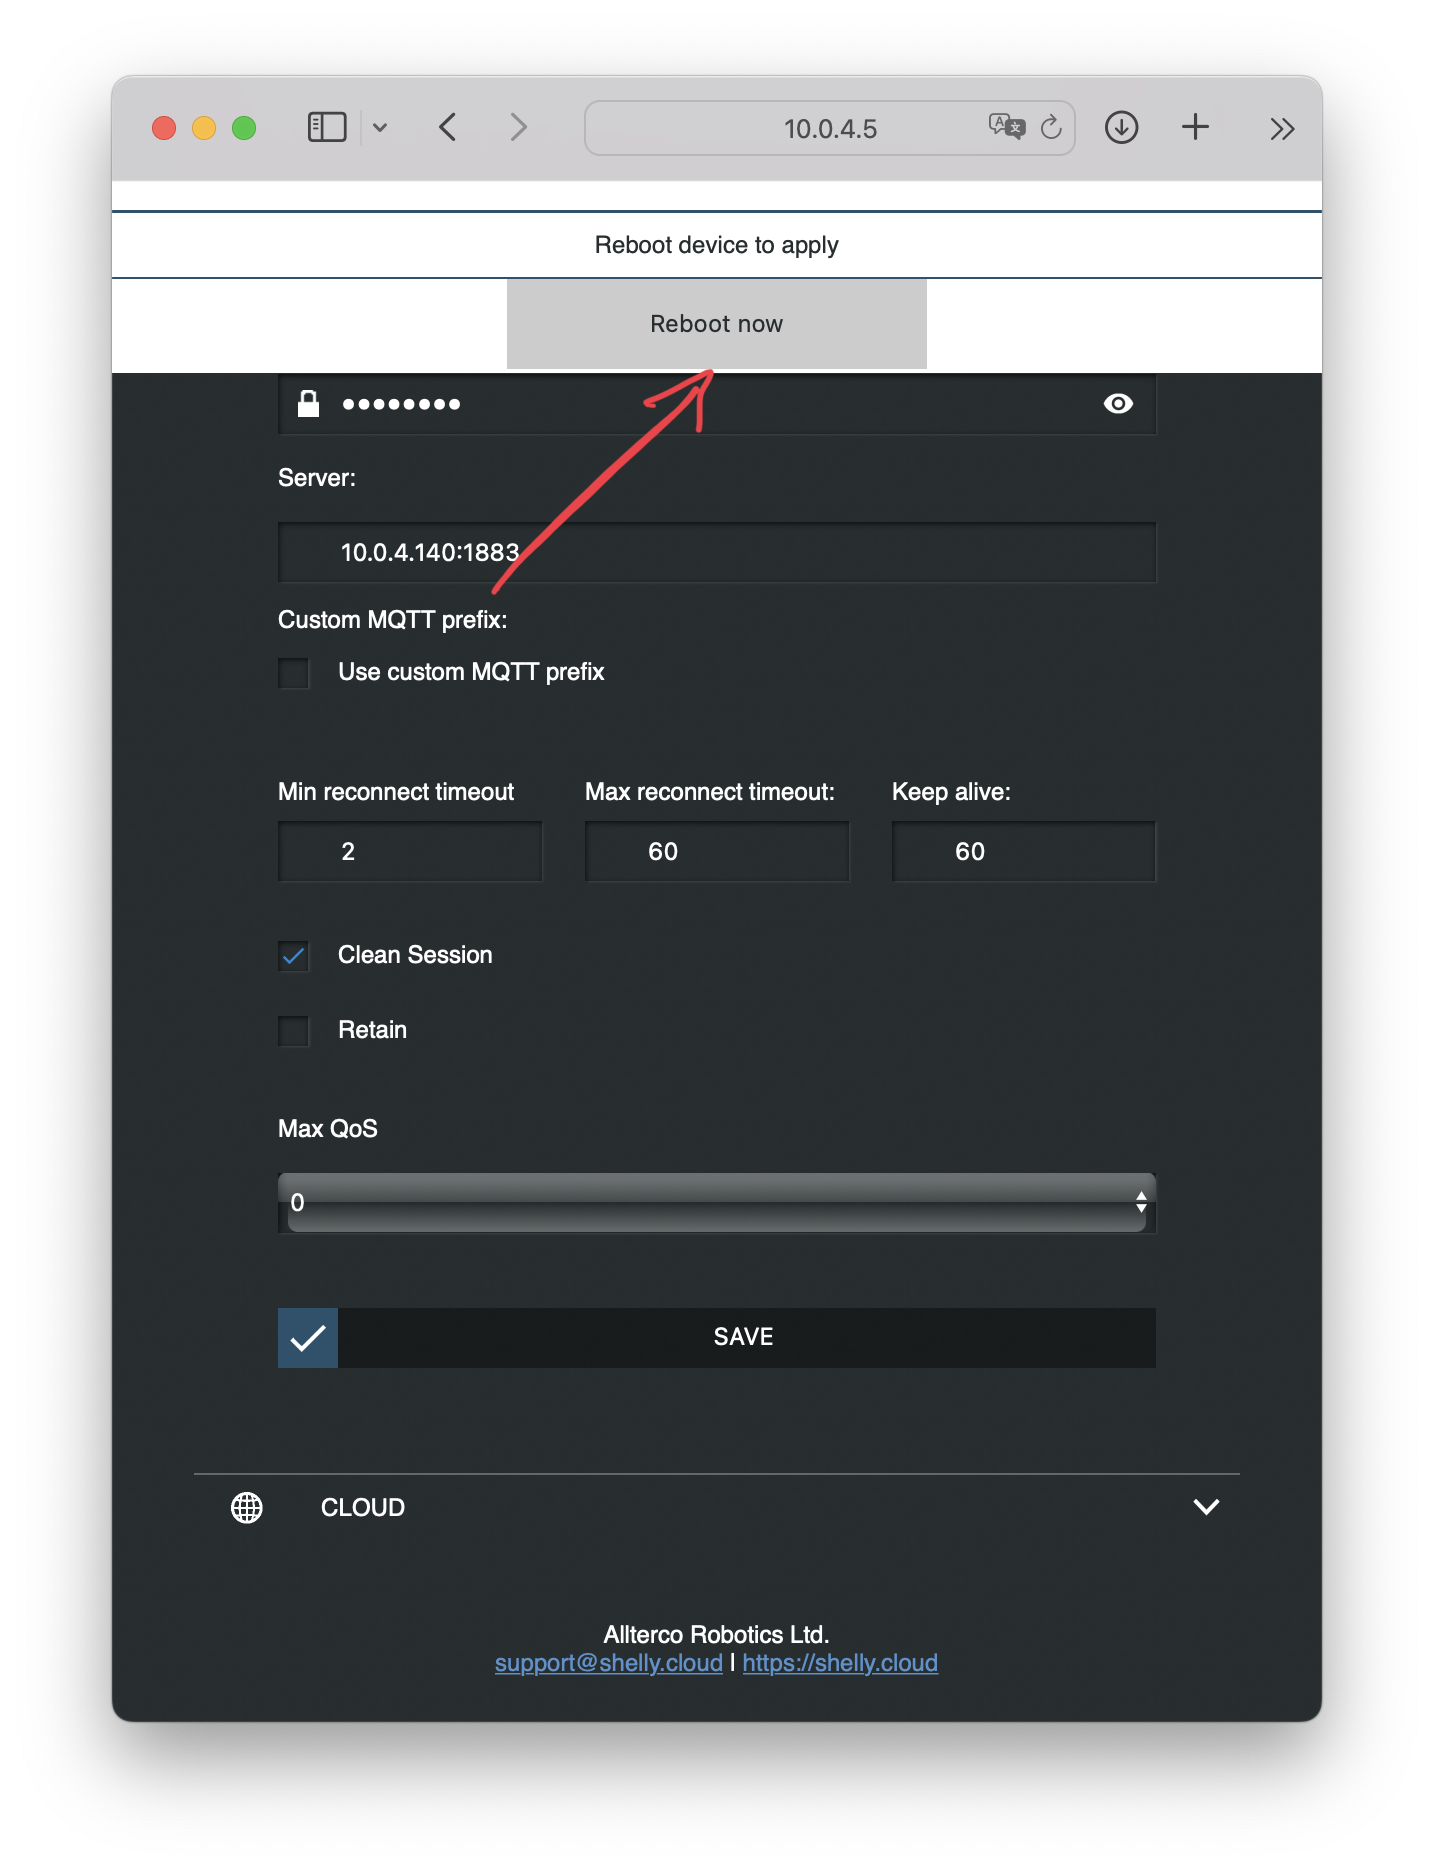 10.0.4.5
Reboot device to apply
Reboot now
••••••••
Server:
10.0.4.140:1883
Custom MQTT prefix:
Use custom MQTT prefix
Min reconnect timeout Max reconnect timeout: Keep alive:
2 60 60
Clean Session
Retain
Max QoS
0
SAVE
CLOUD
Allterco Robotics Ltd.
support@shelly.cloud | https://shelly.cloud